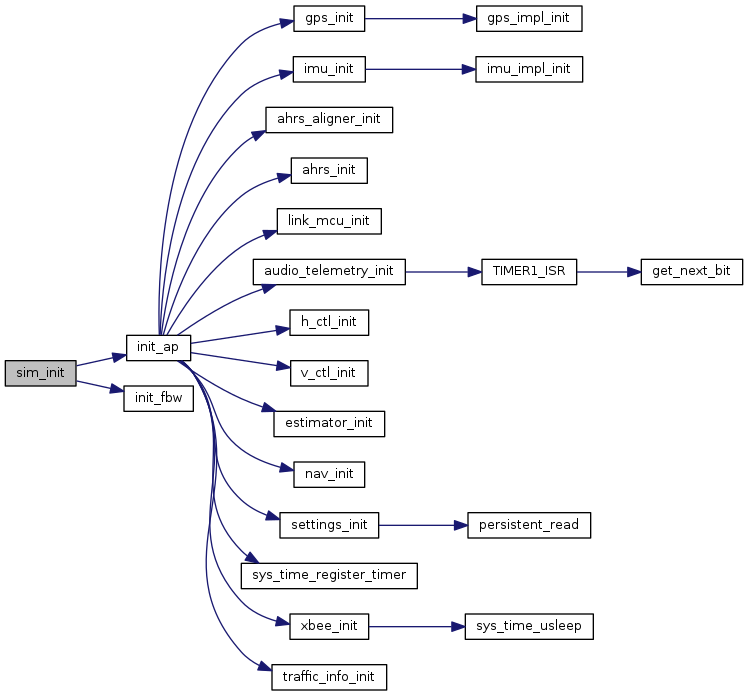 gps_init
gps_impl_init
imu_init
imu_impl_init
ahrs_aligner_init
ahrs_init
link_mcu_init
audio_telemetry_init
TIMER1_ISR
get_next_bit
h_ctl_init
init_ap
sim_init
v_ctl_init
init_fbw
estimator_init
nav_init
settings_init
persistent_read
sys_time_register_timer
xbee_init
sys_time_usleep
traffic_info_init